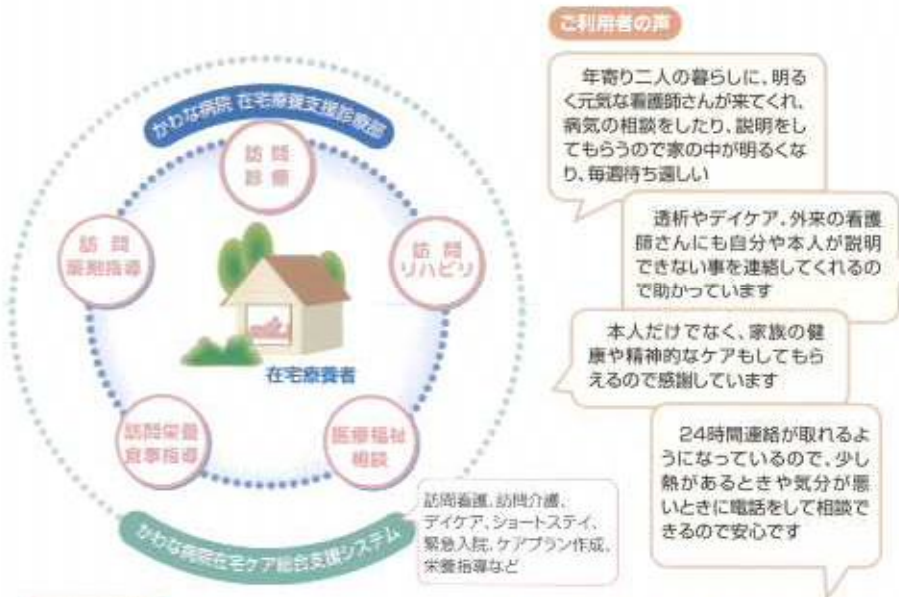 かわな病院 在宅療養支援診療部
訪問
診療
訪問
薬剤指導
訪問
リハビリ
在宅療養者
訪問栄養
食事指導
医療福祉
相談
かわな病院在宅ケア総合支援システム
訪問看護、訪問介護、
デイケア、ショートステイ、
緊急入院、ケアプラン作成、
栄養指導など
ご利用者の声
年寄り二人の暮らしに、明る
く元気な看護師さんが来てくれ、
病気の相談をしたり、説明をし
てもらうので家の中が明るくな
り、毎週待ち遠しい
透析やデイケア、外来の看護
師さんにも自分や本人が説明
できない事を連絡してくれるの
で助かっています
本人だけでなく、家族の健
康や精神的なケアもしてもら
えるので感謝しています
24時間連絡が取れるよ
うになっているので、少し
熱があるときや気分が悪
いときに電話をして相談で
きるので安心です